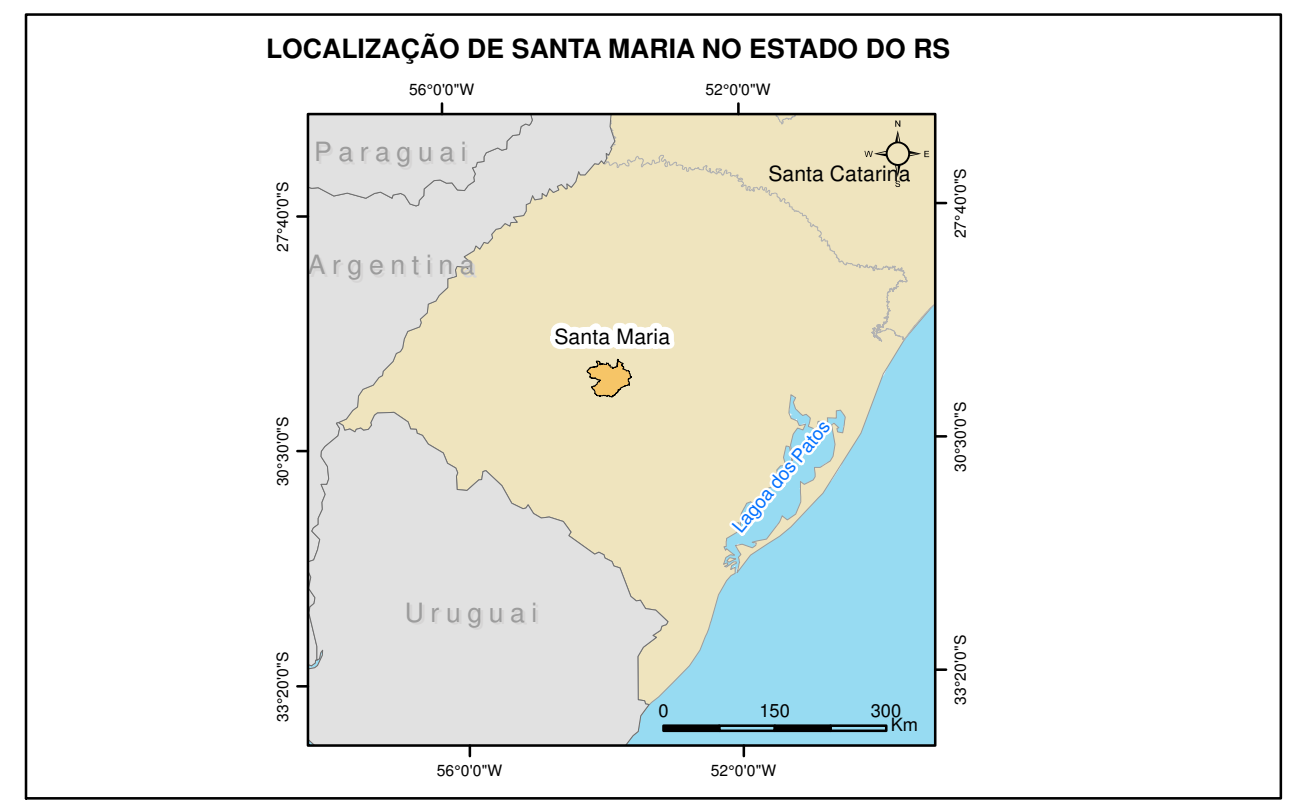 LOCALIZAÇÃO DE SANTA MARIA NO ESTADO DO RS
56°0'0"W
52°0'0"W
N
W
E
S
Paraguai
Santa Catarina
27°40'0"S
27°40'0"S
Argentina
Santa Maria
30°30'0"S
30°30'0"S
Lagoa dos Patos
Uruguai
33°20'0"S
33°20'0"S
0 150 300
Km
56°0'0"W
52°0'0"W